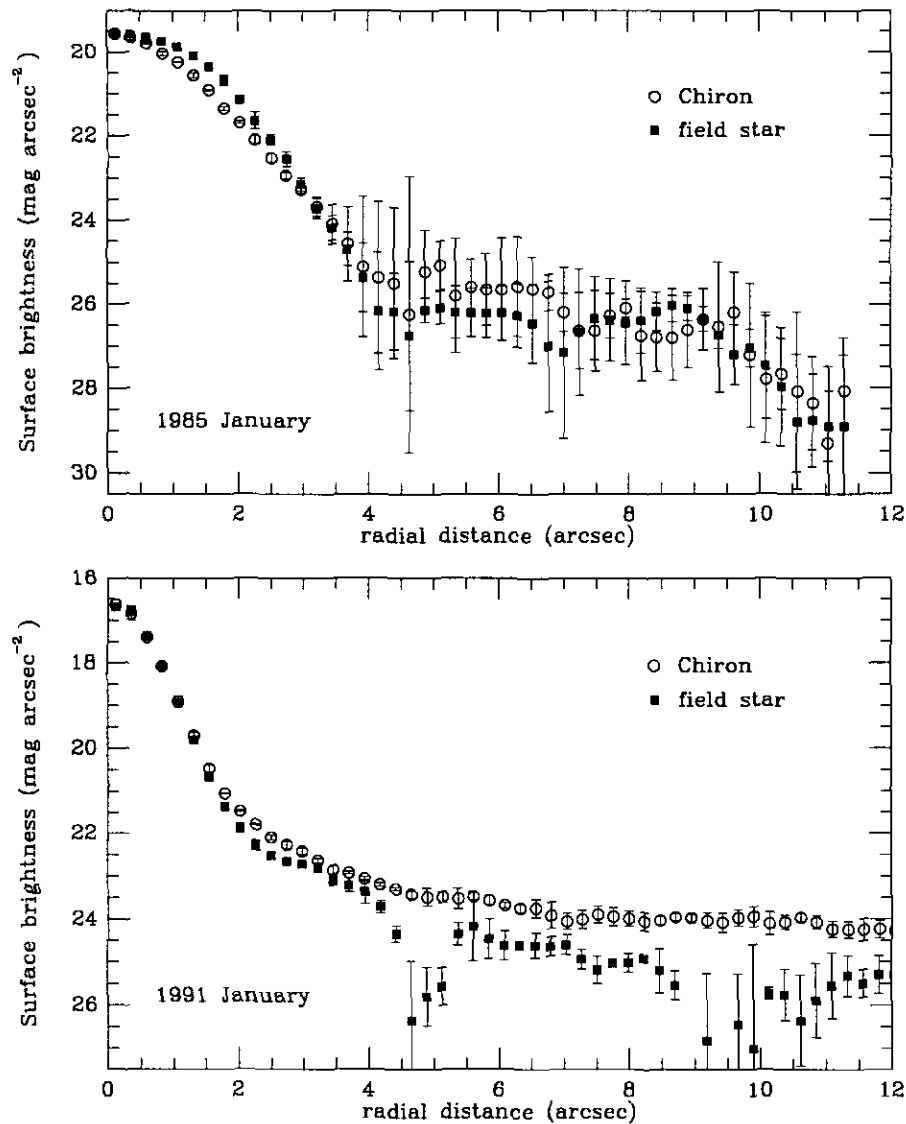 Surface brightness (mag arcsec⁻²)
20
22
24
26
28
30
Chiron
field star
1985 January
0
2
4
6
8
10
12
radial distance (arcsec)
Surface brightness (mag arcsec⁻²)
16
18
20
22
24
26
Chiron
field star
1991 January
0
2
4
6
8
10
12
radial distance (arcsec)